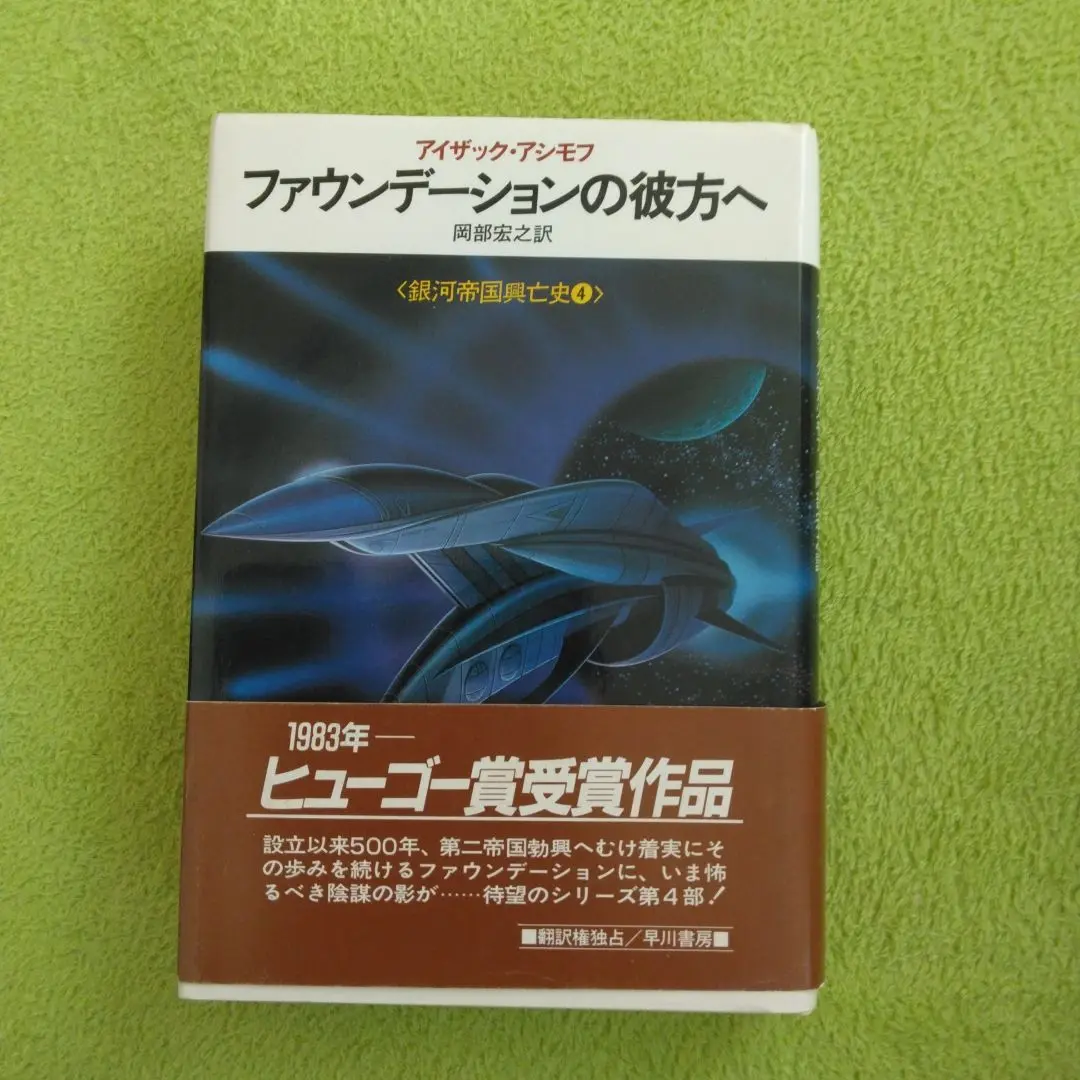 アイザック・アシモフ
ファウンデーションの彼方へ
岡部宏之訳
〈銀河帝国興亡史❹〉
1983年―
ヒューゴー賞受賞作品
設立以来500年、第二帝国勃興へむけ着実にそ
の歩みを続けるファウンデーションに、いま怖
るべき陰謀の影が……待望のシリーズ第4部!
■翻訳権独占/早川書房■